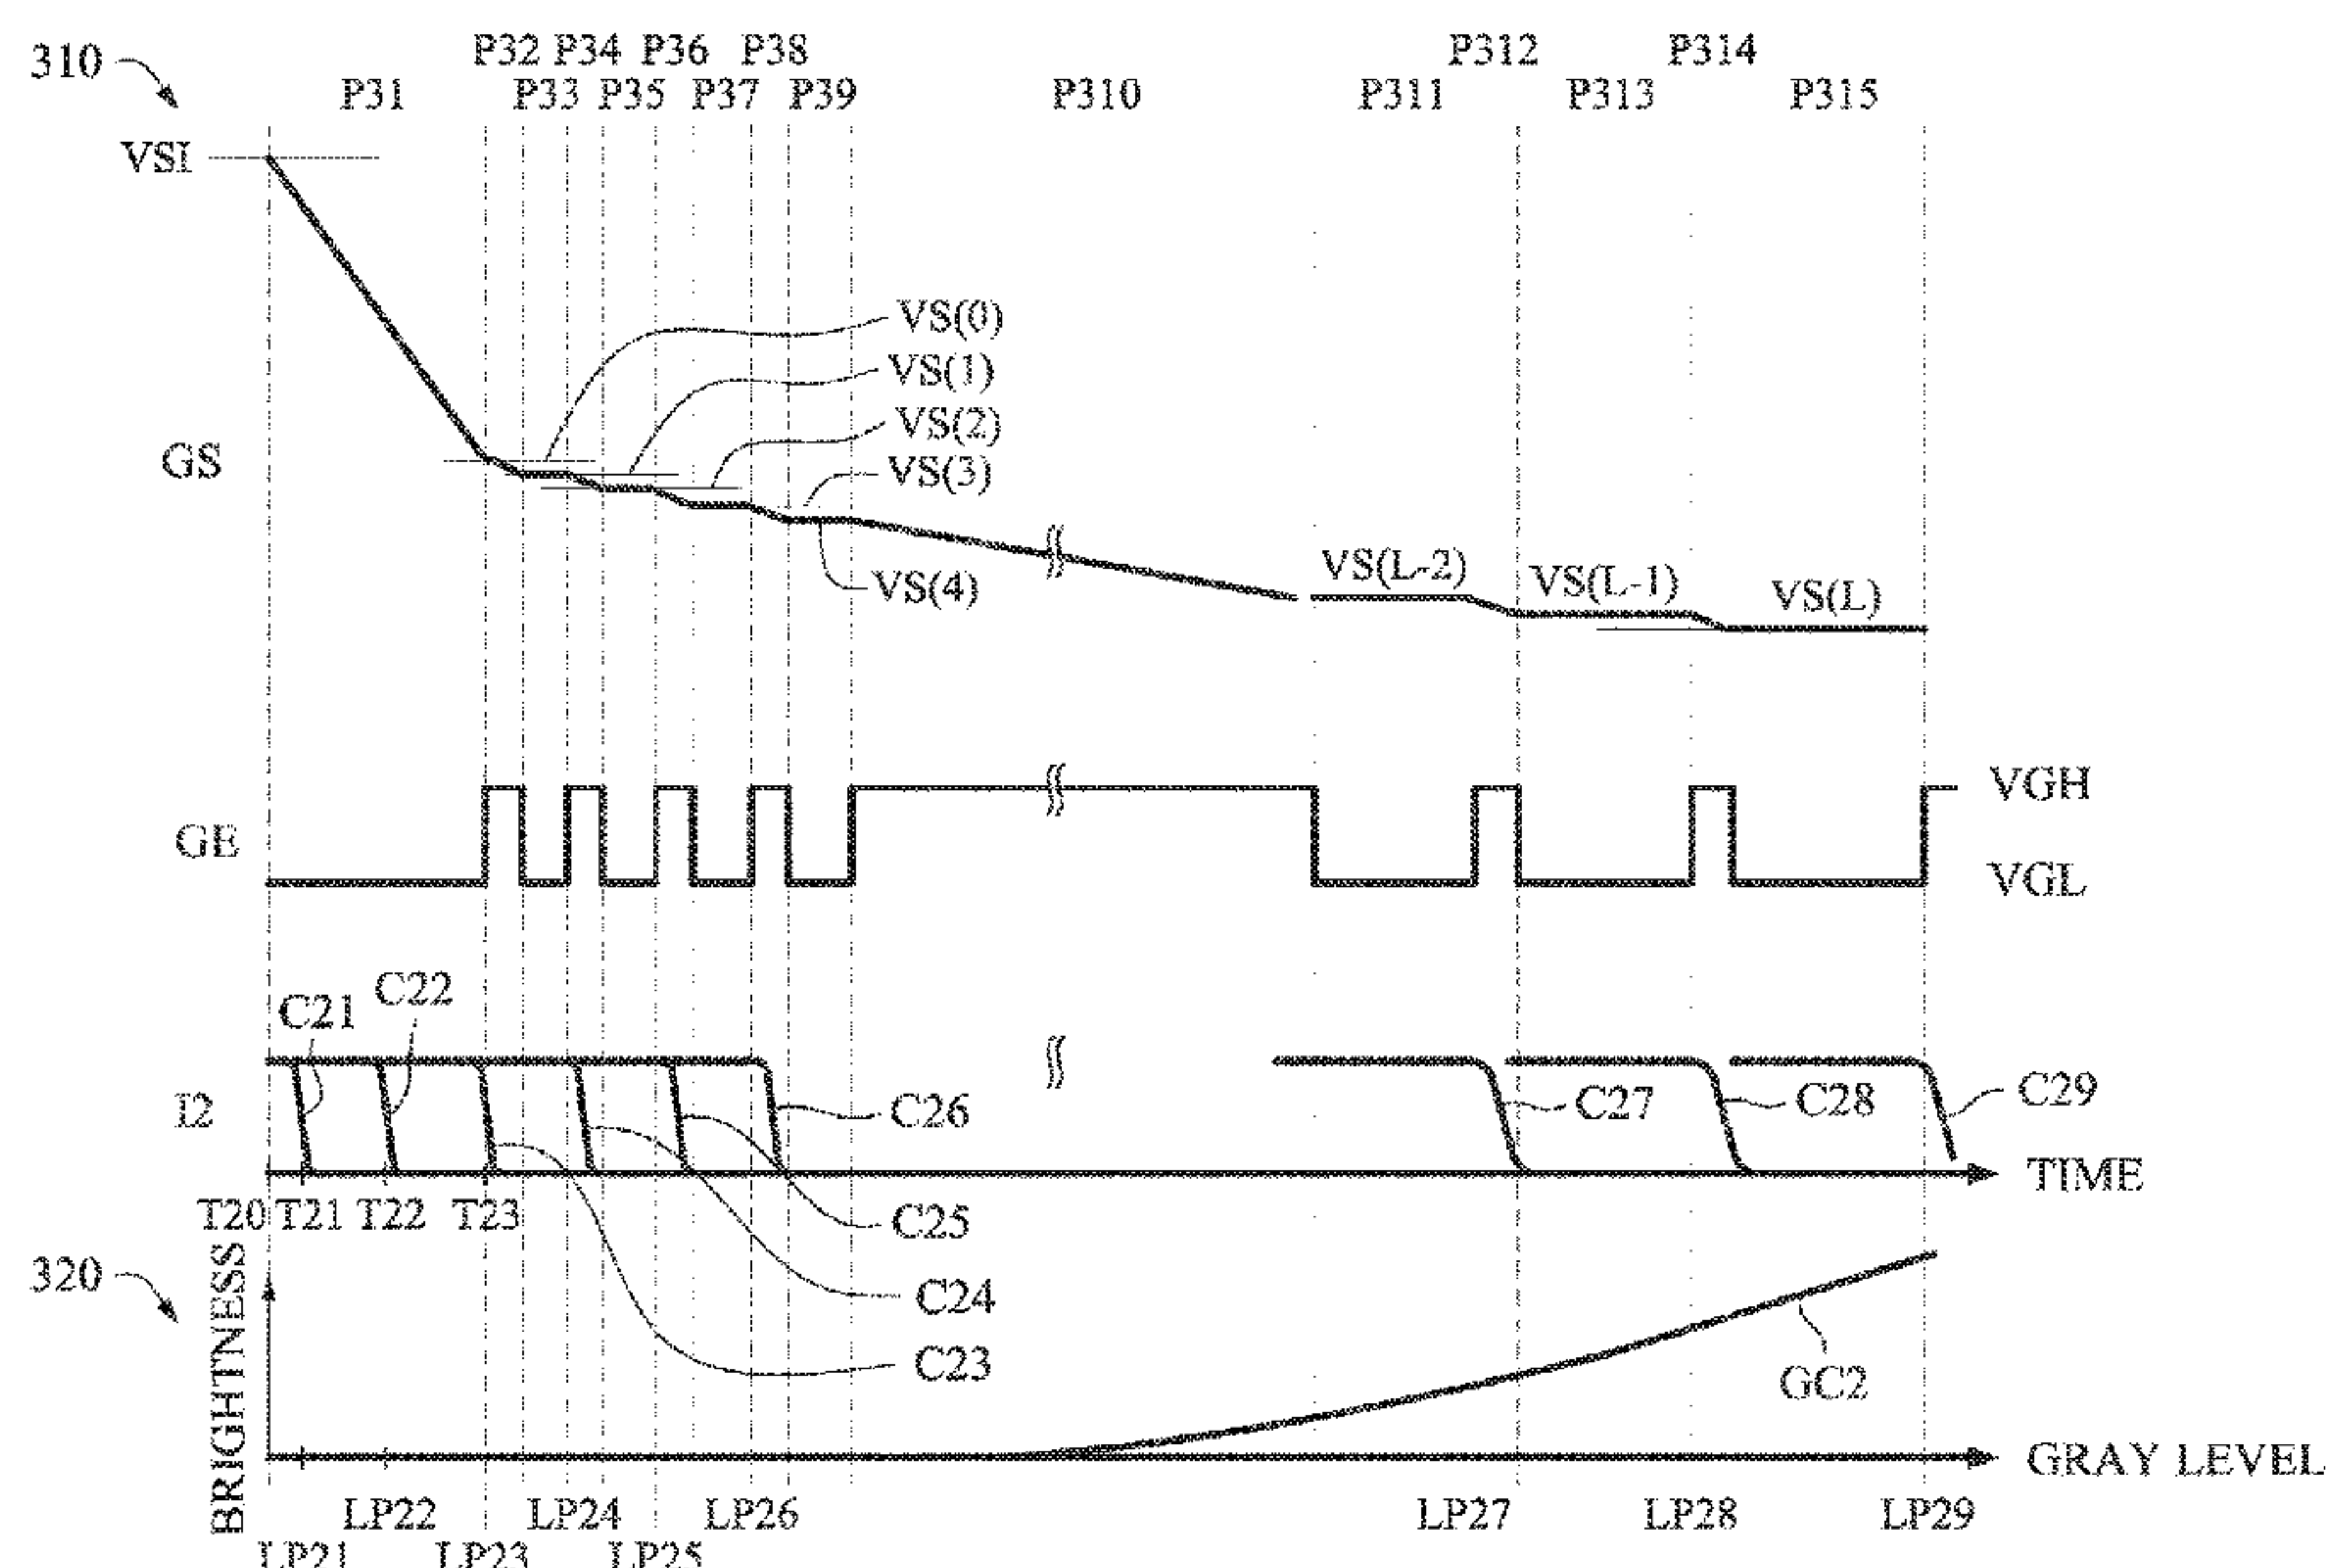 310
P32 P34 P36 P38 P312 P314
P31 P33 P35 P37 P39 P310 P311 P313 P315
VSI
VS(0)
VS(1)
VS(2)
GS
VS(3)
VS(4)
VS(L-2) VS(L-1) VS(L)
VGH
GE
VGL
C21 C22
I2
C26 C27 C28 C29
TIME
T20 T21 T22 T23
C25
320
BRIGHTNESS
C24
C23
GC2
GRAY LEVEL
LP22 LP24 LP26 LP27 LP28 LP29
LP21 LP23 LP25